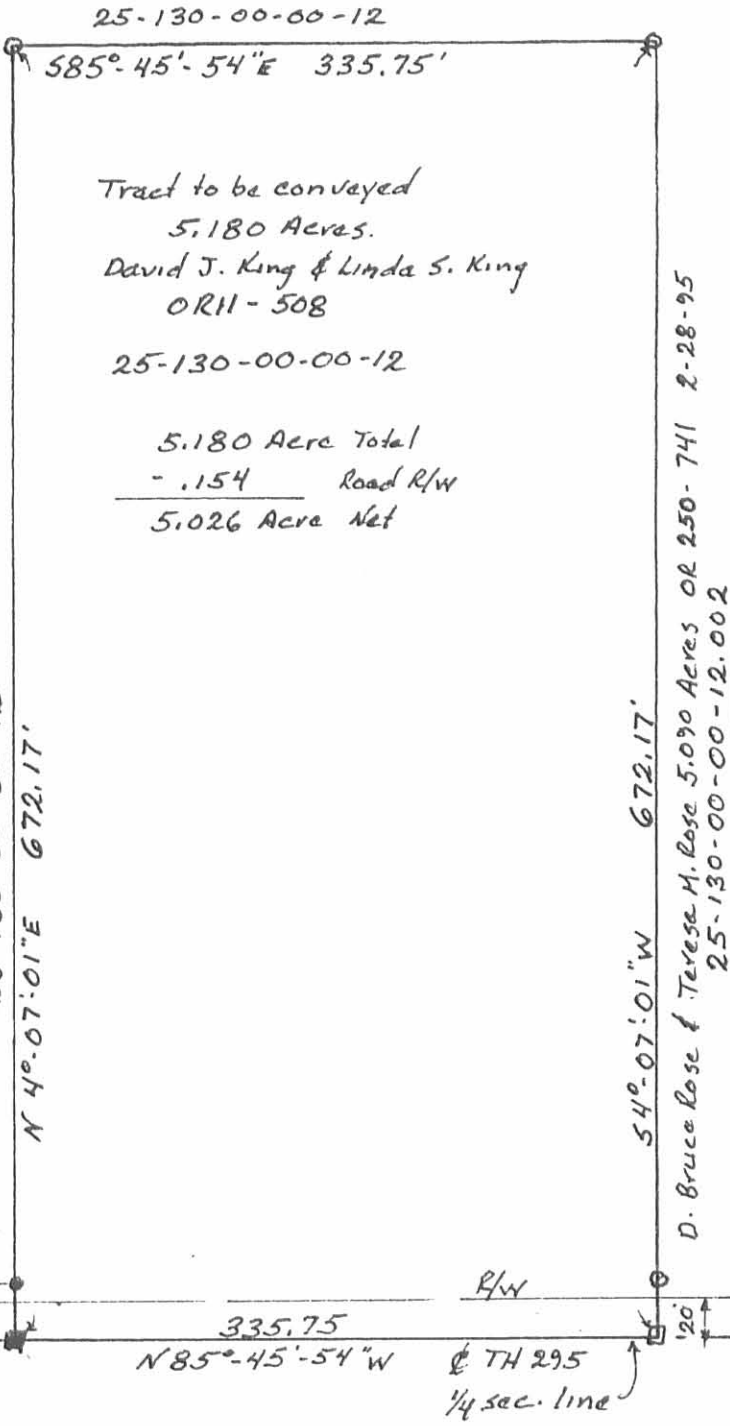 25-130-00-00-12
S85°-45'-54"E 335.75'
Tract to be conveyed
5.180 Acres.
David J. King & Linda S. King
OR11-508
25-130-00-00-12
5.180 Acre Total
- .154 Road R/W
5.026 Acre Net
N 4°-07'-01"E 672.17'
S4°-07'-01"W 672.17'
D. Bruce Rose & Teresa M. Rose 5.090 Acres OR 250-741 2-28-95
25-130-00-00-12.002
R/W
20'
335.75
N85°-45'-54"W ℄ TH 295
1/4 sec. line